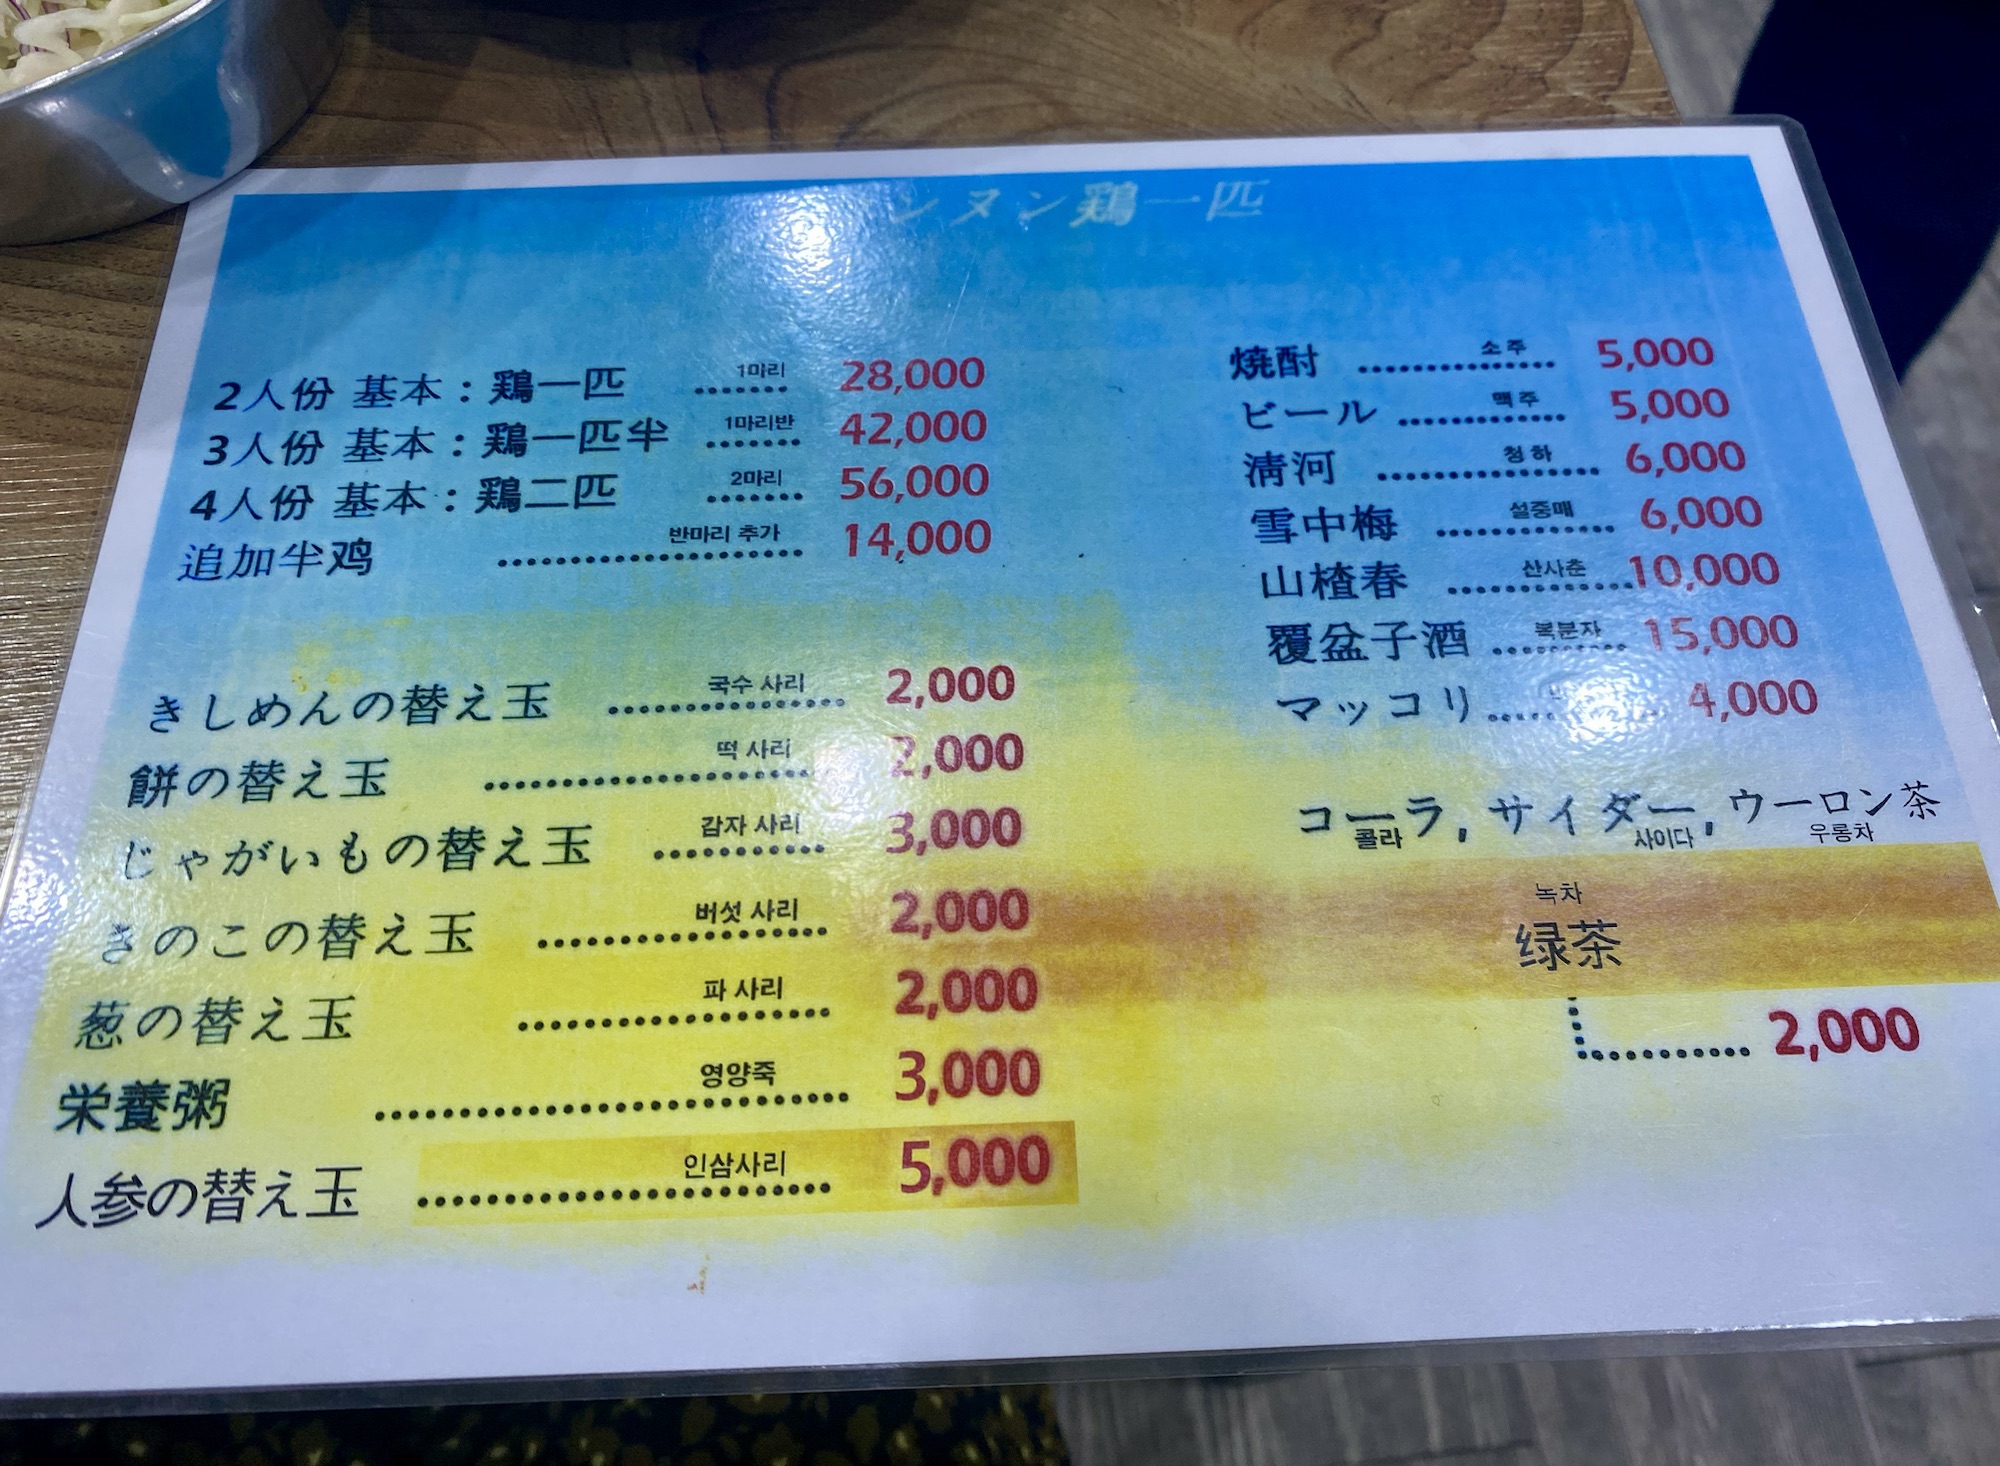 ンヌン鶏一匹
2人份 基本：鶏一匹 ....... 1마리 28,000
3人份 基本：鶏一匹半 ....... 1마리반 42,000
4人份 基本：鶏二匹 ....... 2마리 56,000
追加半鸡 ....... 반마리 추가 14,000
きしめんの替え玉 ....... 국수 사리 2,000
餅の替え玉 ....... 떡 사리 2,000
じゃがいもの替え玉 ....... 감자 사리 3,000
きのこの替え玉 ....... 버섯 사리 2,000
葱の替え玉 ....... 파 사리 2,000
栄養粥 ....... 영양죽 3,000
人参の替え玉 ....... 인삼사리 5,000
焼酎 ....... 소주 5,000
ビール ....... 맥주 5,000
清河 ....... 청하 6,000
雪中梅 ....... 설중매 6,000
山楂春 ....... 산사춘 10,000
覆盆子酒 ....... 복분자 15,000
マッコリ ....... 4,000
コーラ, サイダー, ウーロン茶
콜라 사이다 우롱차
녹차
绿茶
....... 2,000